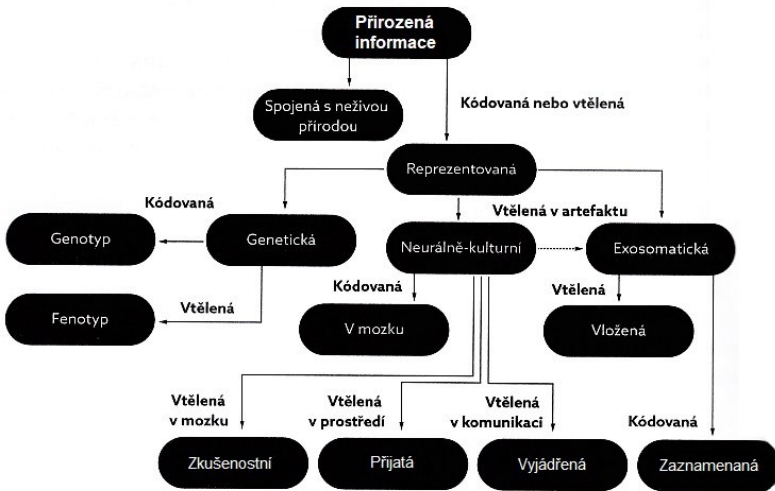 Přirozená
informace
Spojená s neživou
přírodou
Kódovaná nebo vtělená
Reprezentovaná
Kódovaná
Vtělená v artefaktu
Genotyp
Genetická
Neurálně-kulturní
Exosomatická
Kódovaná
Vtělená
Vtělená
Fenotyp
V mozku
Vložená
Vtělená
v mozku
Vtělená
v prostředí
Vtělená
v komunikaci
Kódovaná
Zkušenostní
Přijatá
Vyjádřená
Zaznamenaná